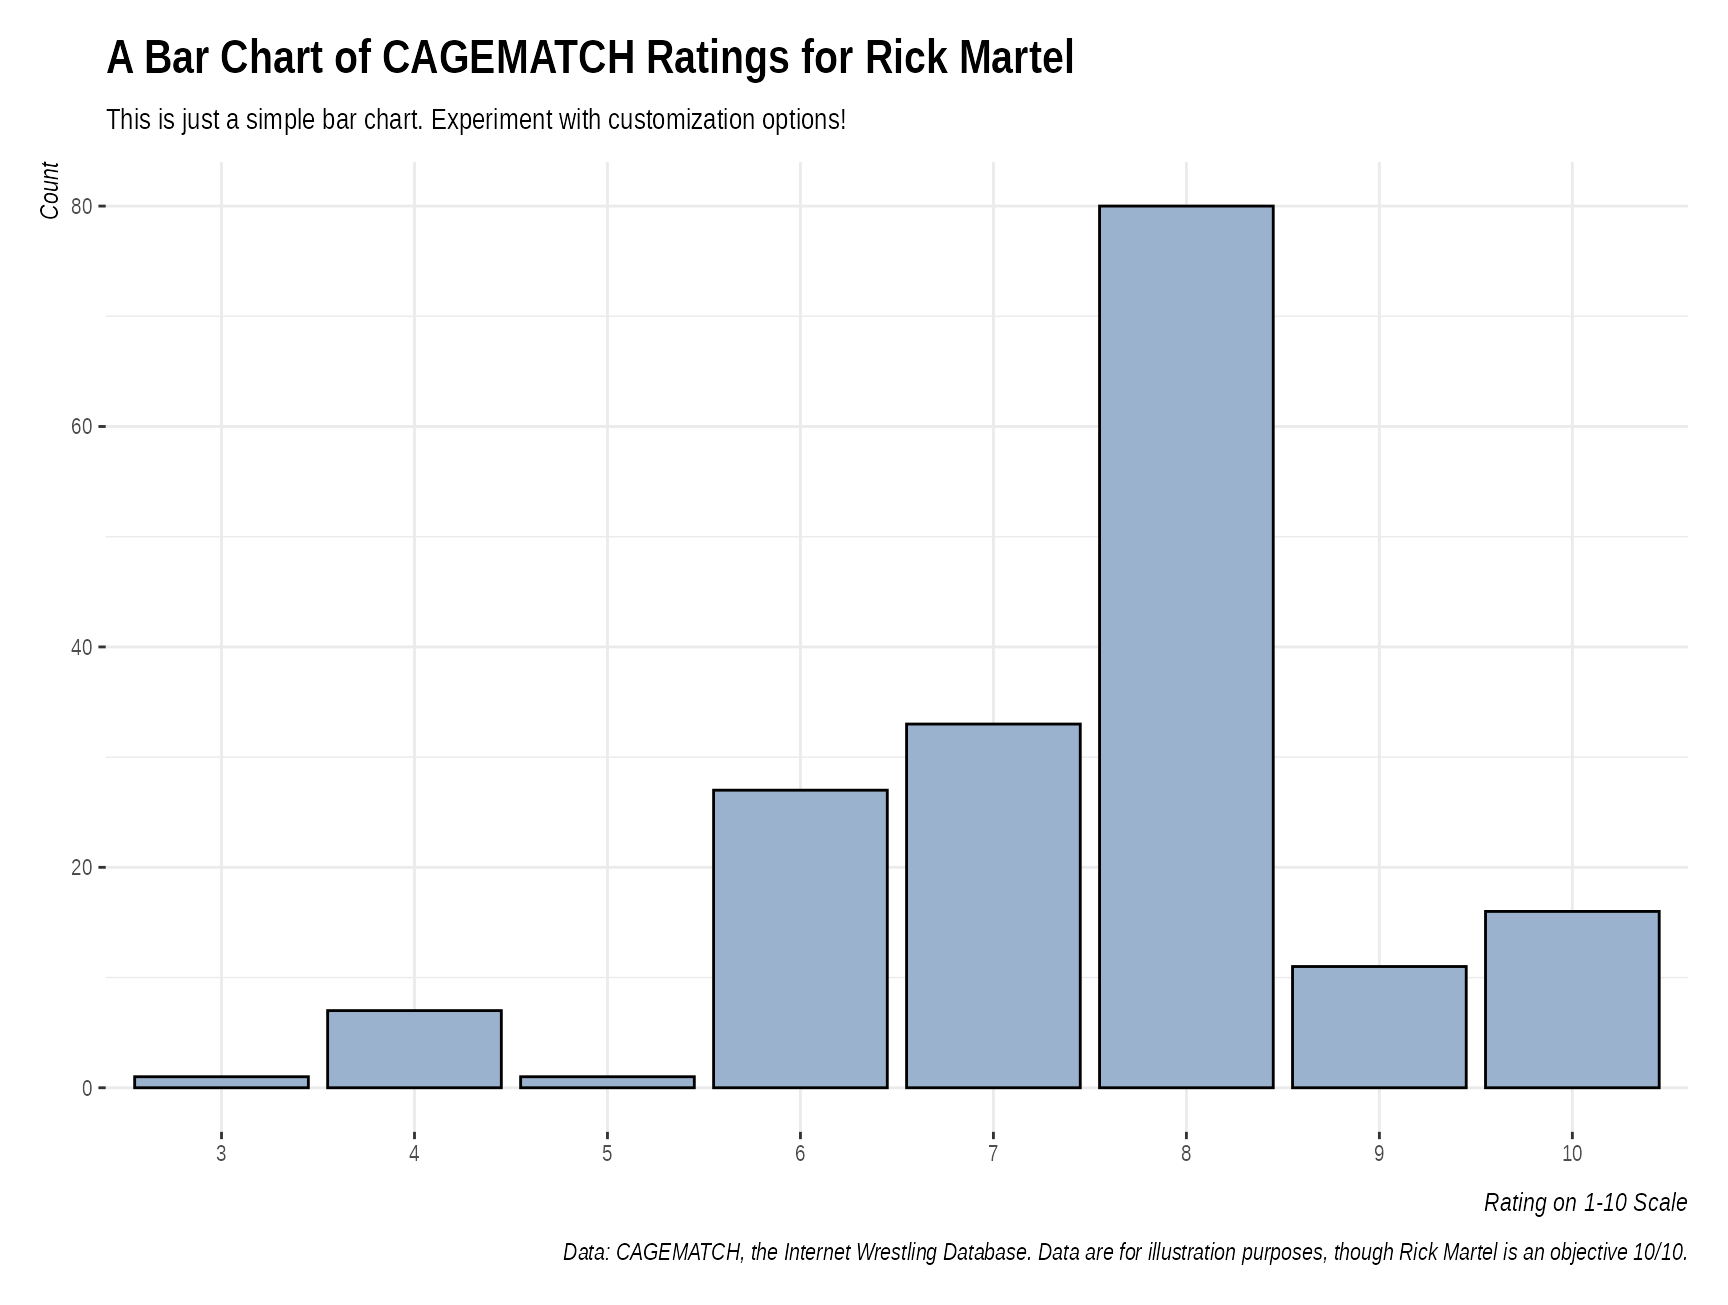 A Bar Chart of CAGEMATCH Ratings for Rick Martel
This is just a simple bar chart. Experiment with customization options!
Count
80
60
40
20
0
3 4 5 6 7 8 9 10
Rating on 1-10 Scale
Data: CAGEMATCH, the Internet Wrestling Database. Data are for illustration purposes, though Rick Martel is an objective 10/10.